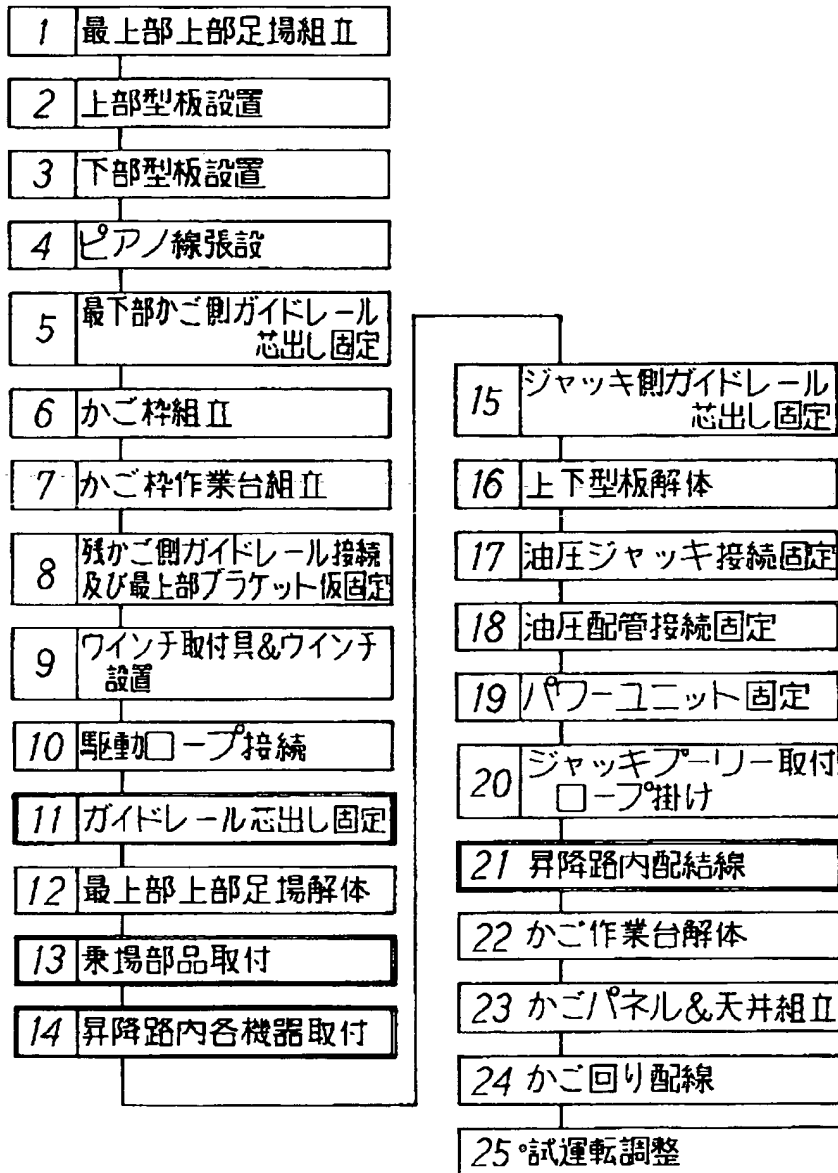 1 最上部上部足場組立
2 上部型板設置
3 下部型板設置
4 ピアノ線張設
5 最下部かご側ガイドレール
芯出し固定
6 かご枠組立
7 かご枠作業台組立
8 残かご側ガイドレール接続
及び最上部ブラケット仮固定
9 ワインチ取付具&ウインチ
設置
10 駆動ロープ接続
11 ガイドレール芯出し固定
12 最上部上部足場解体
13 乗場部品取付
14 昇降路内各機器取付
15 ジャッキ側ガイドレール
芯出し固定
16 上下型板解体
17 油圧ジャッキ接続固定
18 油圧配管接続固定
19 パワーユニット固定
20 ジャッキプーリー取付
ロープ掛け
21 昇降路内配結線
22 かご作業台解体
23 かごパネル&天井組立
24 かご回り配線
25 試運転調整